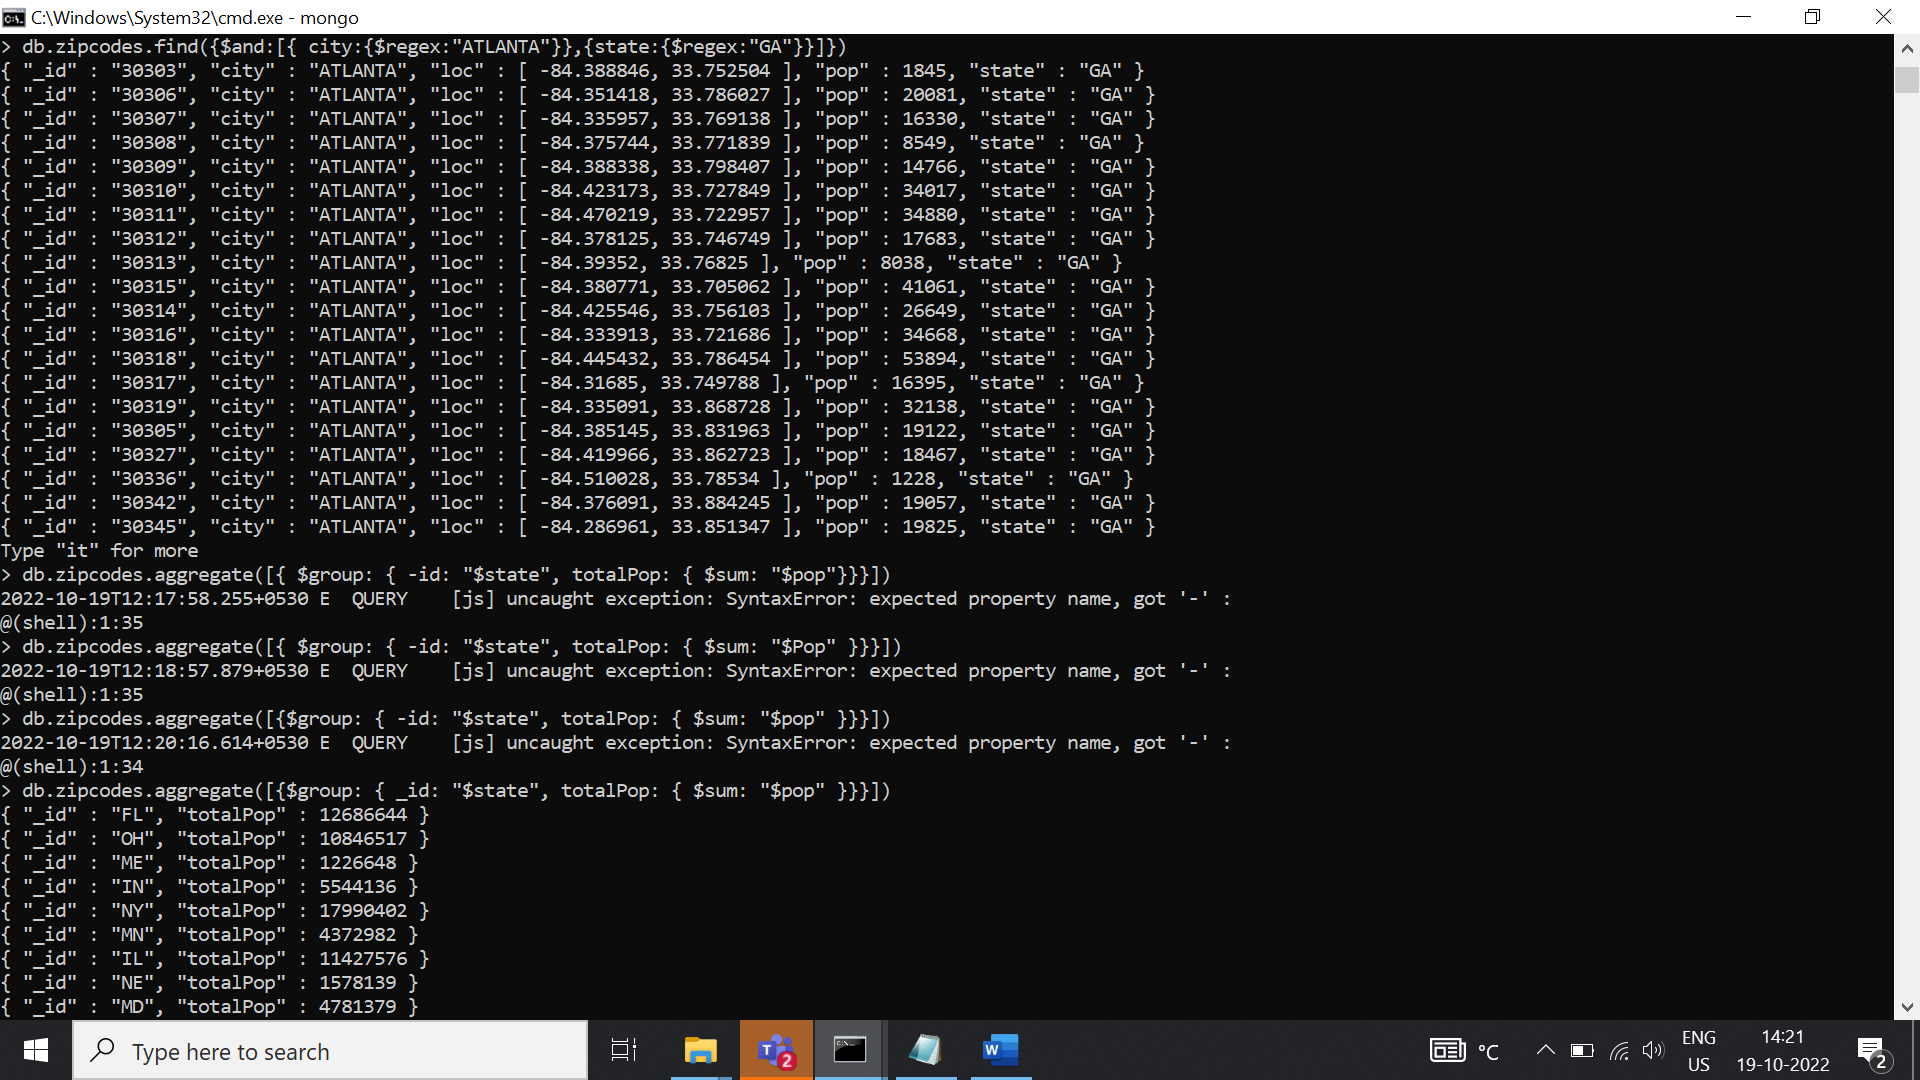 C:\Windows\System32\cmd.exe - mongo
> db.zipcodes.find({$and:[{ city:{$regex:"ATLANTA"}},{state:{$regex:"GA"}}]})
{ "_id" : "30303", "city" : "ATLANTA", "loc" : [ -84.388846, 33.752504 ], "pop" : 1845, "state" : "GA" }
{ "_id" : "30306", "city" : "ATLANTA", "loc" : [ -84.351418, 33.786027 ], "pop" : 20081, "state" : "GA" }
{ "_id" : "30307", "city" : "ATLANTA", "loc" : [ -84.335957, 33.769138 ], "pop" : 16330, "state" : "GA" }
{ "_id" : "30308", "city" : "ATLANTA", "loc" : [ -84.375744, 33.771839 ], "pop" : 8549, "state" : "GA" }
{ "_id" : "30309", "city" : "ATLANTA", "loc" : [ -84.388338, 33.798407 ], "pop" : 14766, "state" : "GA" }
{ "_id" : "30310", "city" : "ATLANTA", "loc" : [ -84.423173, 33.727849 ], "pop" : 34017, "state" : "GA" }
{ "_id" : "30311", "city" : "ATLANTA", "loc" : [ -84.470219, 33.722957 ], "pop" : 34880, "state" : "GA" }
{ "_id" : "30312", "city" : "ATLANTA", "loc" : [ -84.378125, 33.746749 ], "pop" : 17683, "state" : "GA" }
{ "_id" : "30313", "city" : "ATLANTA", "loc" : [ -84.39352, 33.76825 ], "pop" : 8038, "state" : "GA" }
{ "_id" : "30315", "city" : "ATLANTA", "loc" : [ -84.380771, 33.705062 ], "pop" : 41061, "state" : "GA" }
{ "_id" : "30314", "city" : "ATLANTA", "loc" : [ -84.425546, 33.756103 ], "pop" : 26649, "state" : "GA" }
{ "_id" : "30316", "city" : "ATLANTA", "loc" : [ -84.333913, 33.721686 ], "pop" : 34668, "state" : "GA" }
{ "_id" : "30318", "city" : "ATLANTA", "loc" : [ -84.445432, 33.786454 ], "pop" : 53894, "state" : "GA" }
{ "_id" : "30317", "city" : "ATLANTA", "loc" : [ -84.31685, 33.749788 ], "pop" : 16395, "state" : "GA" }
{ "_id" : "30319", "city" : "ATLANTA", "loc" : [ -84.335091, 33.868728 ], "pop" : 32138, "state" : "GA" }
{ "_id" : "30305", "city" : "ATLANTA", "loc" : [ -84.385145, 33.831963 ], "pop" : 19122, "state" : "GA" }
{ "_id" : "30327", "city" : "ATLANTA", "loc" : [ -84.419966, 33.862723 ], "pop" : 18467, "state" : "GA" }
{ "_id" : "30336", "city" : "ATLANTA", "loc" : [ -84.510028, 33.78534 ], "pop" : 1228, "state" : "GA" }
{ "_id" : "30342", "city" : "ATLANTA", "loc" : [ -84.376091, 33.884245 ], "pop" : 19057, "state" : "GA" }
{ "_id" : "30345", "city" : "ATLANTA", "loc" : [ -84.286961, 33.851347 ], "pop" : 19825, "state" : "GA" }
Type "it" for more
> db.zipcodes.aggregate([{ $group: { -id: "$state", totalPop: { $sum: "$pop"}}}])
2022-10-19T12:17:58.255+0530 E  QUERY    [js] uncaught exception: SyntaxError: expected property name, got '-' :
@(shell):1:35
> db.zipcodes.aggregate([{ $group: { -id: "$state", totalPop: { $sum: "$Pop" }}}])
2022-10-19T12:18:57.879+0530 E  QUERY    [js] uncaught exception: SyntaxError: expected property name, got '-' :
@(shell):1:35
> db.zipcodes.aggregate([{$group: { -id: "$state", totalPop: { $sum: "$pop" }}}])
2022-10-19T12:20:16.614+0530 E  QUERY    [js] uncaught exception: SyntaxError: expected property name, got '-' :
@(shell):1:34
> db.zipcodes.aggregate([{$group: { _id: "$state", totalPop: { $sum: "$pop" }}}])
{ "_id" : "FL", "totalPop" : 12686644 }
{ "_id" : "OH", "totalPop" : 10846517 }
{ "_id" : "ME", "totalPop" : 1226648 }
{ "_id" : "IN", "totalPop" : 5544136 }
{ "_id" : "NY", "totalPop" : 17990402 }
{ "_id" : "MN", "totalPop" : 4372982 }
{ "_id" : "IL", "totalPop" : 11427576 }
{ "_id" : "NE", "totalPop" : 1578139 }
{ "_id" : "MD", "totalPop" : 4781379 }
Type here to search
°C
ENG
US
14:21
19-10-2022
2